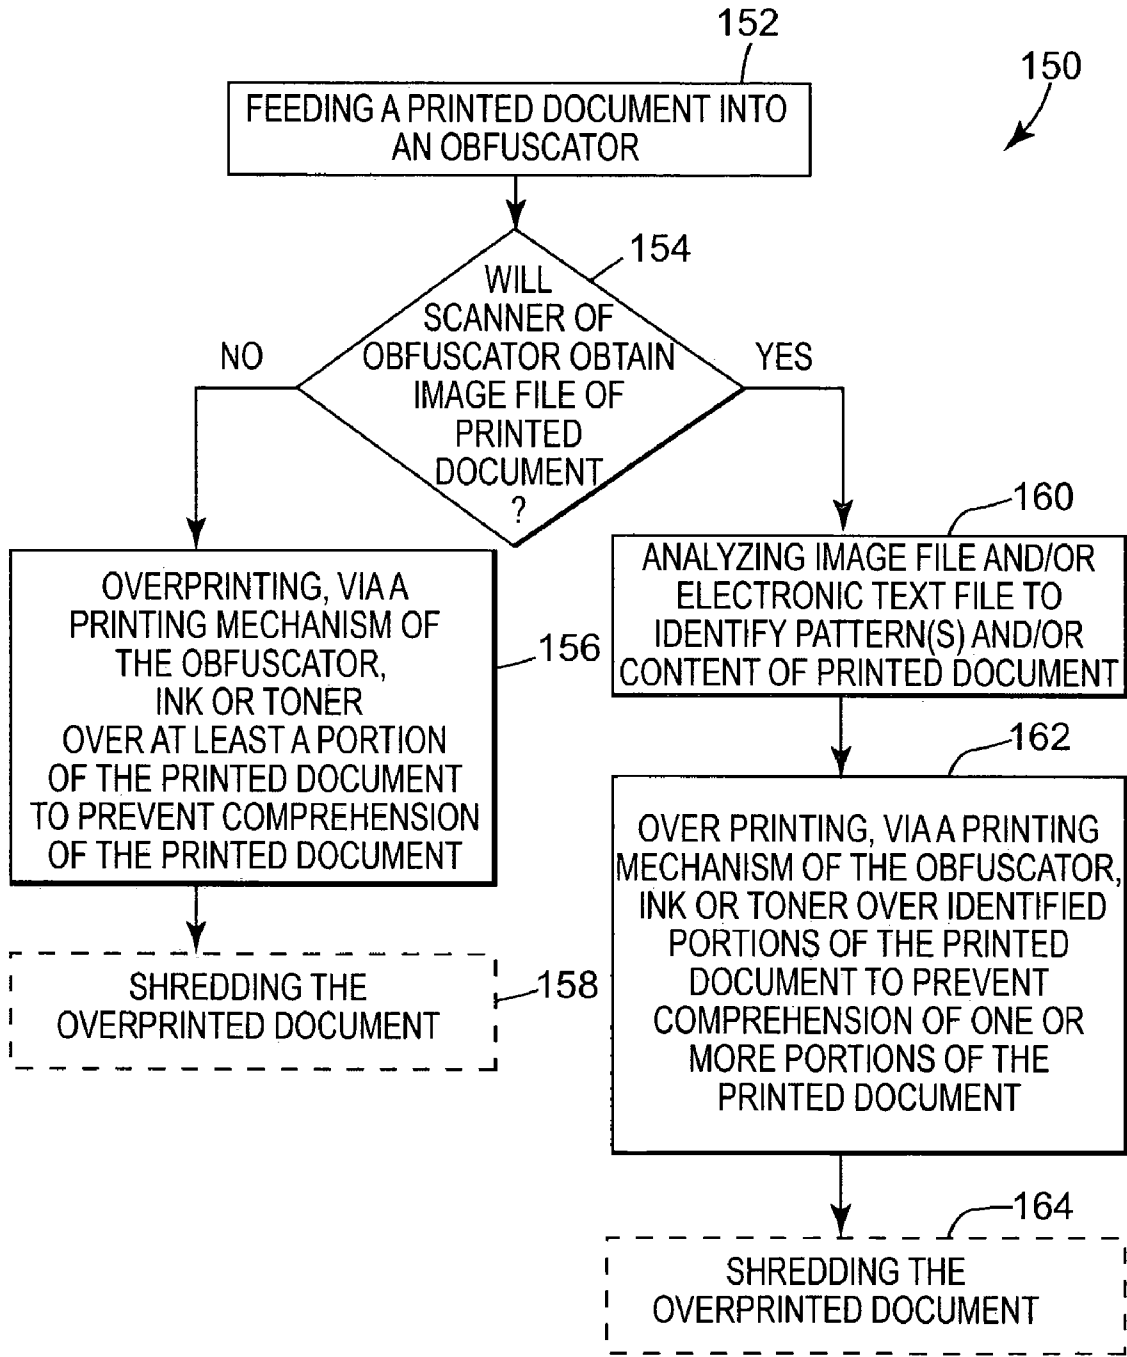 152
150
FEEDING A PRINTED DOCUMENT INTO
AN OBFUSCATOR
154
WILL
SCANNER OF
OBFUSCATOR OBTAIN
IMAGE FILE OF
PRINTED
DOCUMENT
?
NO
YES
156
OVERPRINTING, VIA A
PRINTING MECHANISM OF
THE OBFUSCATOR,
INK OR TONER
OVER AT LEAST A PORTION
OF THE PRINTED DOCUMENT
TO PREVENT COMPREHENSION
OF THE PRINTED DOCUMENT
158
SHREDDING THE
OVERPRINTED DOCUMENT
160
ANALYZING IMAGE FILE AND/OR
ELECTRONIC TEXT FILE TO
IDENTIFY PATTERN(S) AND/OR
CONTENT OF PRINTED DOCUMENT
162
OVER PRINTING, VIA A PRINTING
MECHANISM OF THE OBFUSCATOR,
INK OR TONER OVER IDENTIFIED
PORTIONS OF THE PRINTED
DOCUMENT TO PREVENT
COMPREHENSION OF ONE OR
MORE PORTIONS OF THE
PRINTED DOCUMENT
164
SHREDDING THE
OVERPRINTED DOCUMENT